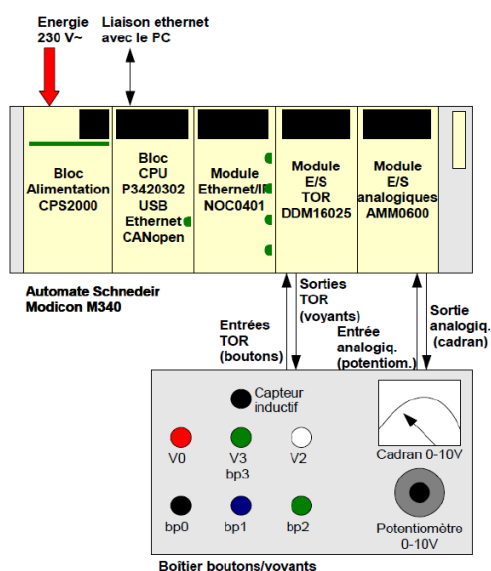 Energie
230 V~
Liaison ethernet
avec le PC
Bloc
Alimentation
CPS2000
Bloc
CPU
P3420302
USB
Ethernet
CANopen
Module
Ethernet/IP
NOC0401
Module
E/S
TOR
DDM16025
Module
E/S
analogiques
AMM0600
Automate Schnedeir
Modicon M340
Entrées
TOR
(boutons)
Sorties
TOR
(voyants)
Entrée
analogiq.
(potentiom.)
Sortie
analogiq.
(cadran)
Capteur
inductif
V0
V3
bp3
V2
Cadran 0-10V
bp0
bp1
bp2
Potentiomètre
0-10V
Boîtier boutons/voyants